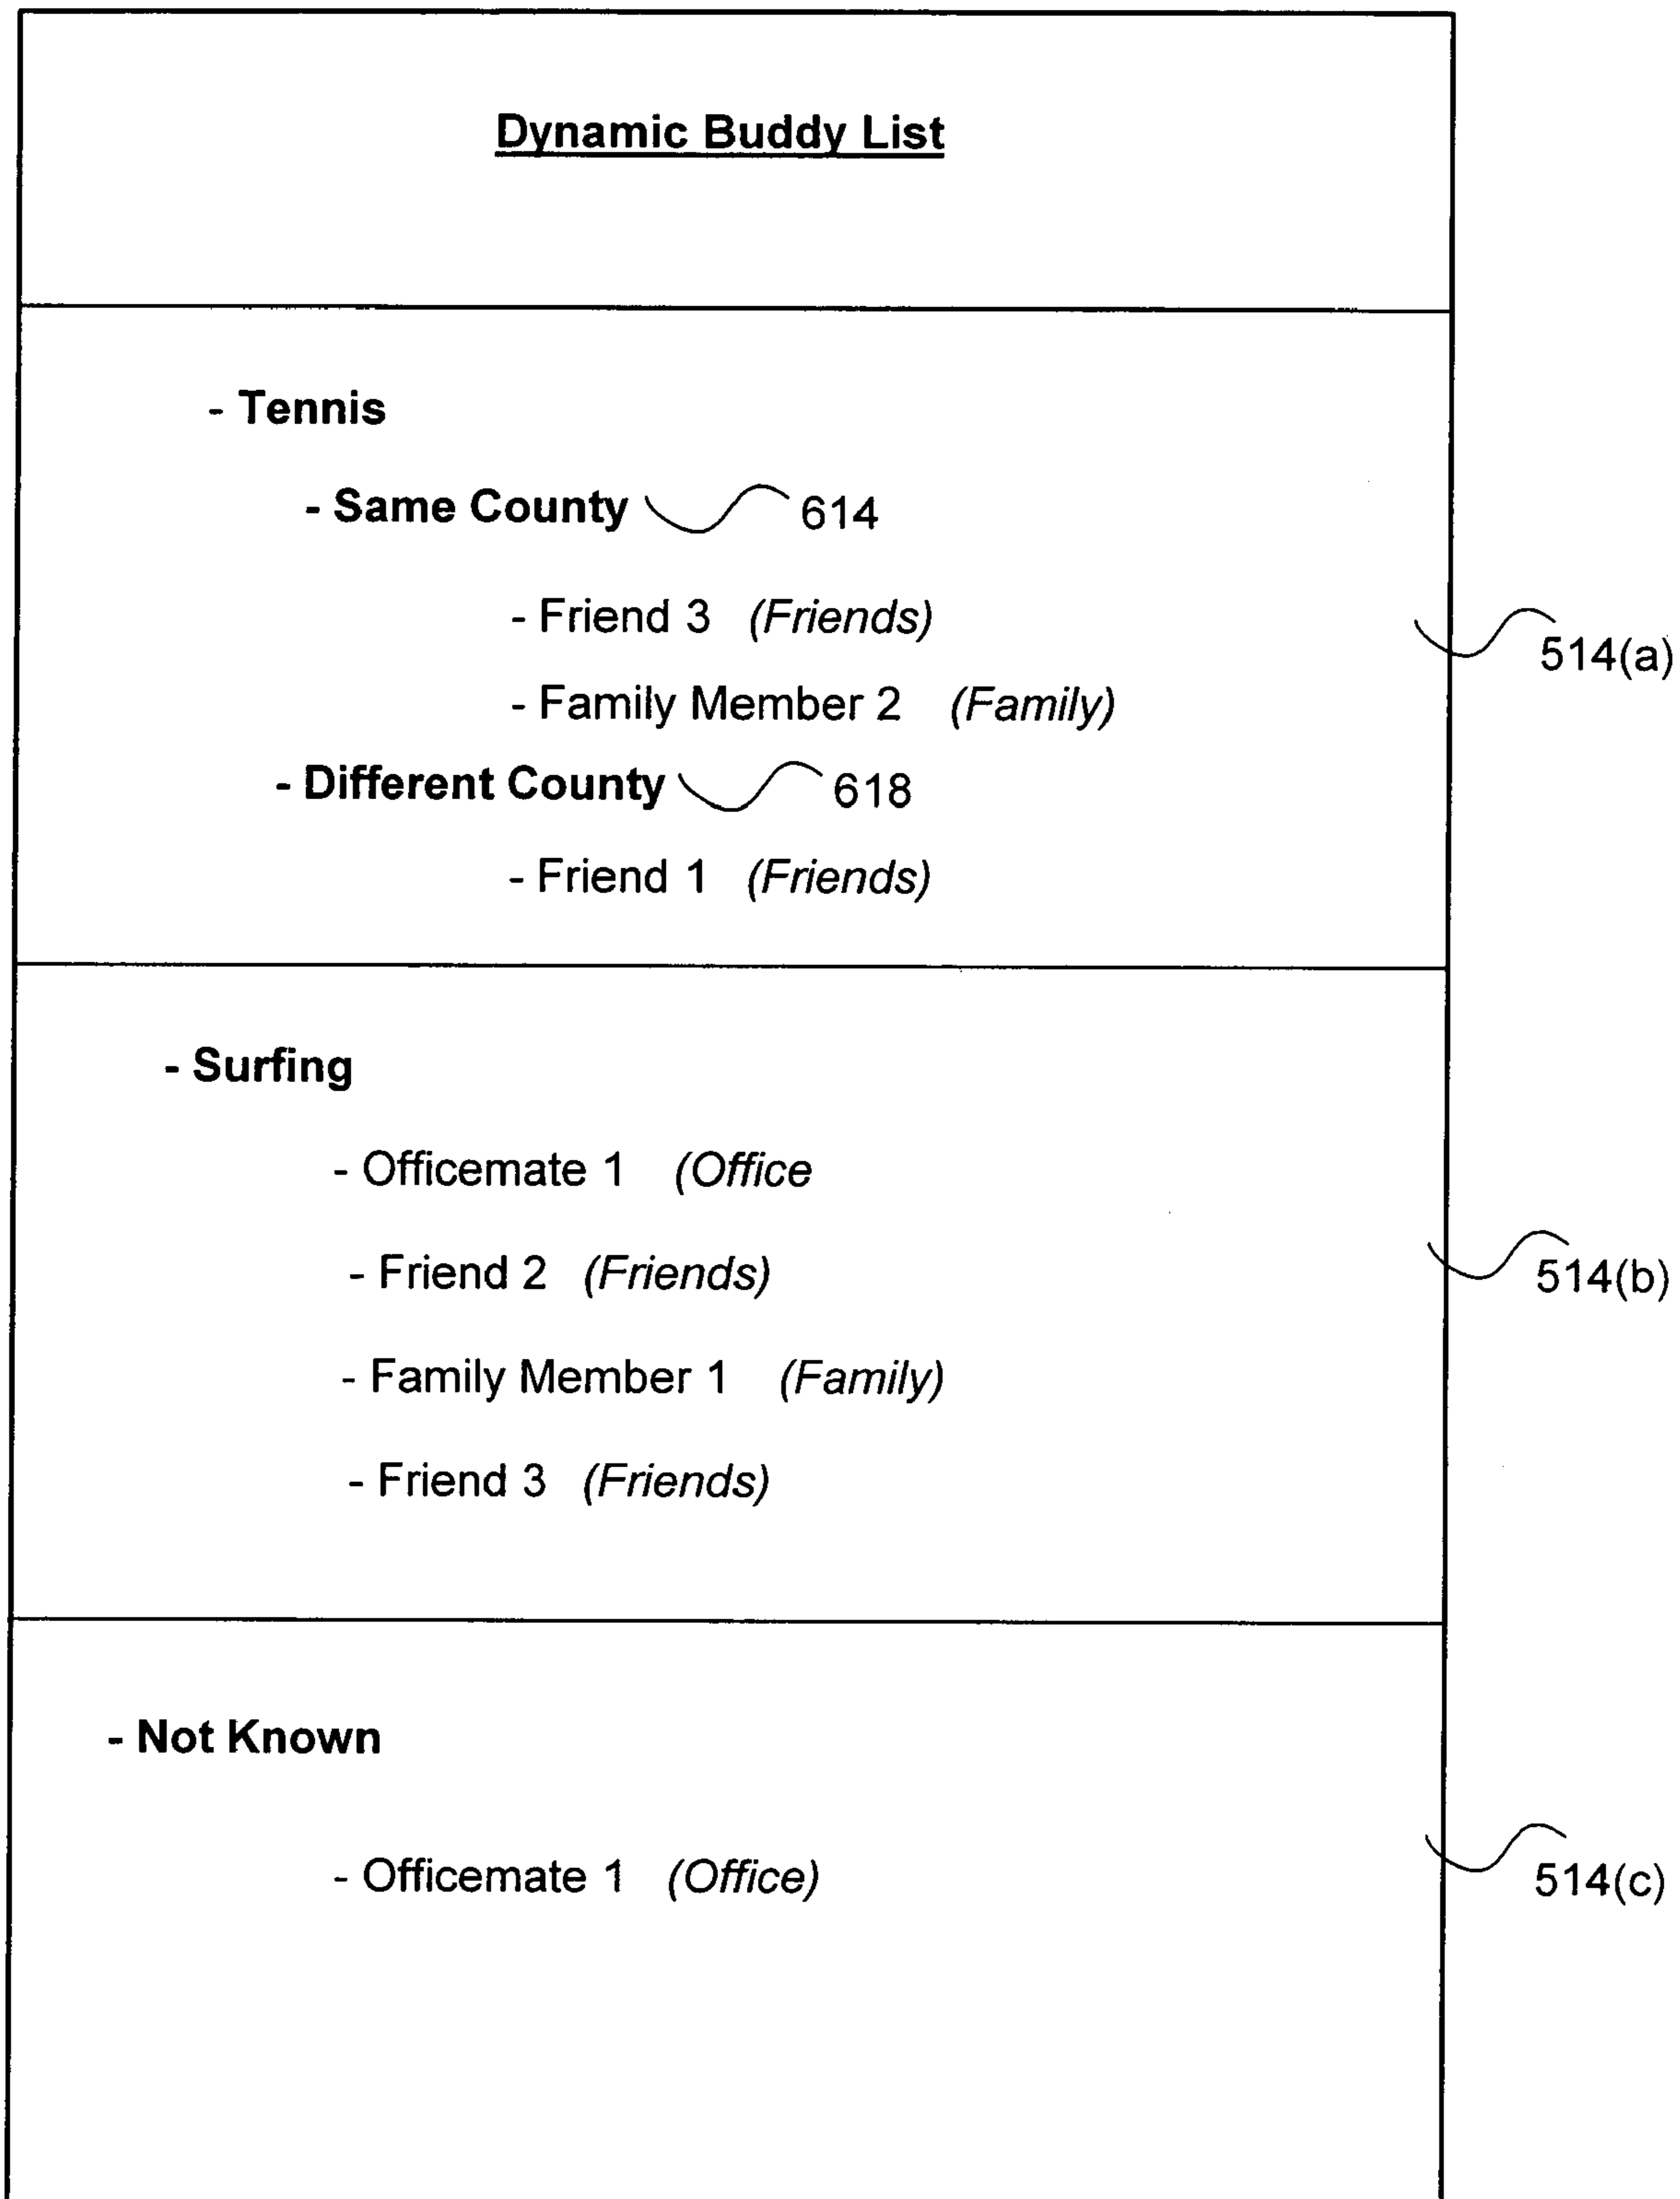 Dynamic Buddy List
- Tennis
- Same County 614
- Friend 3 (Friends)
514(a)
- Family Member 2 (Family)
- Different County 618
- Friend 1 (Friends)
- Surfing
- Officemate 1 (Office
- Friend 2 (Friends)
514(b)
- Family Member 1 (Family)
- Friend 3 (Friends)
- Not Known
- Officemate 1 (Office)
514(c)